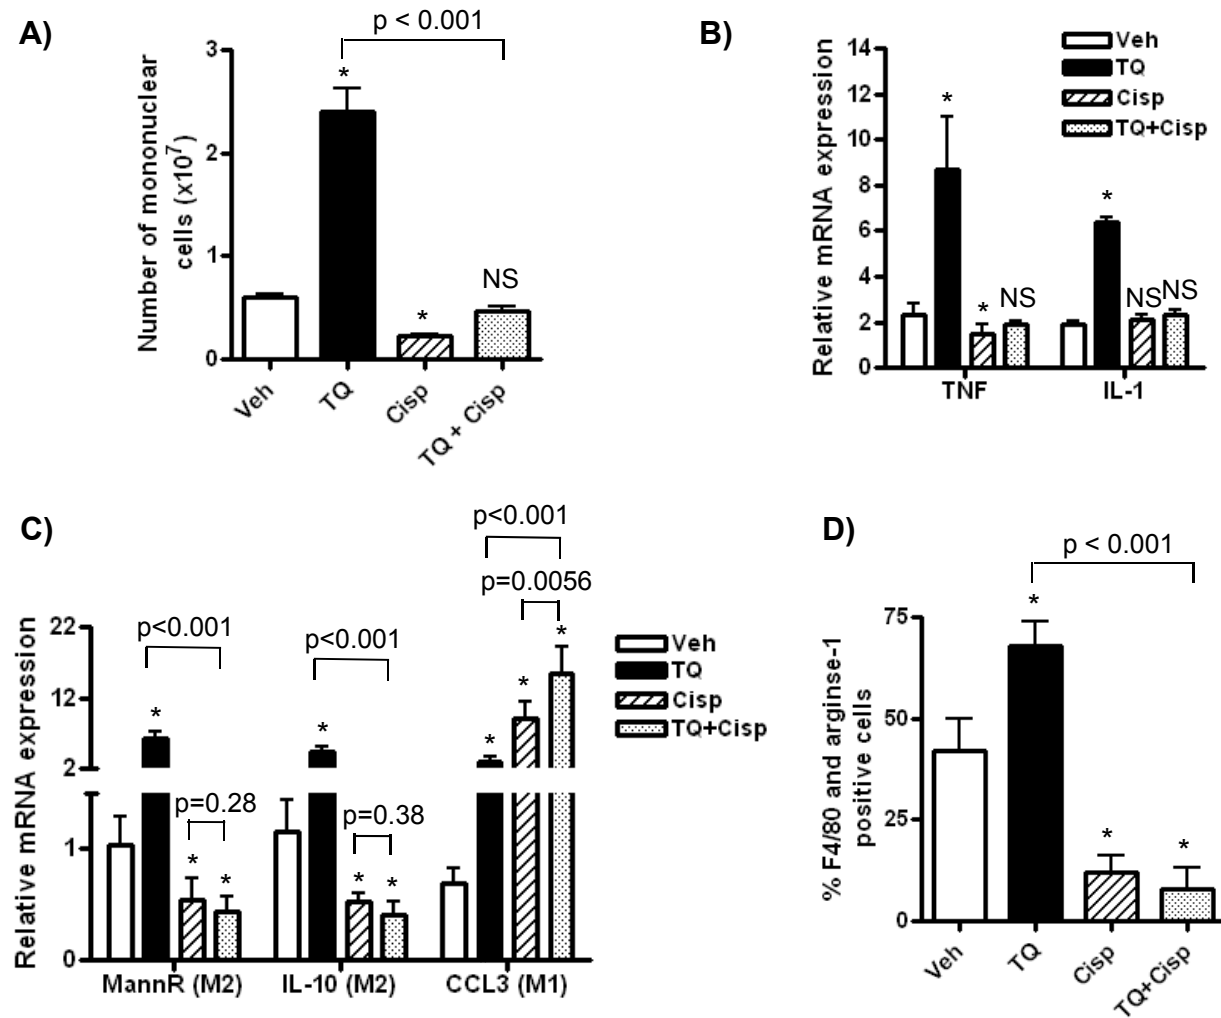 A)
p < 0.001
Number of mononuclear
cells (x10^7)
3
2
1
0
*
*
NS
Veh
TQ
Cisp
TQ + Cisp
B)
Veh
TQ
Cisp
TQ+Cisp
Relative mRNA expression
14
12
10
8
6
4
2
0
*
*
NS
*
NS
NS
TNF
IL-1
C)
p<0.001
p=0.0056
p<0.001
p<0.001
Relative mRNA expression
22
12
2
1
0
*
*
*
*
*
*
p=0.28
p=0.38
*
*
*
*
*
MannR (M2)
IL-10 (M2)
CCL3 (M1)
Veh
TQ
Cisp
TQ+Cisp
D)
p < 0.001
% F4/80 and arginse-1
positive cells
75
50
25
0
*
*
*
Veh
TQ
Cisp
TQ+Cisp